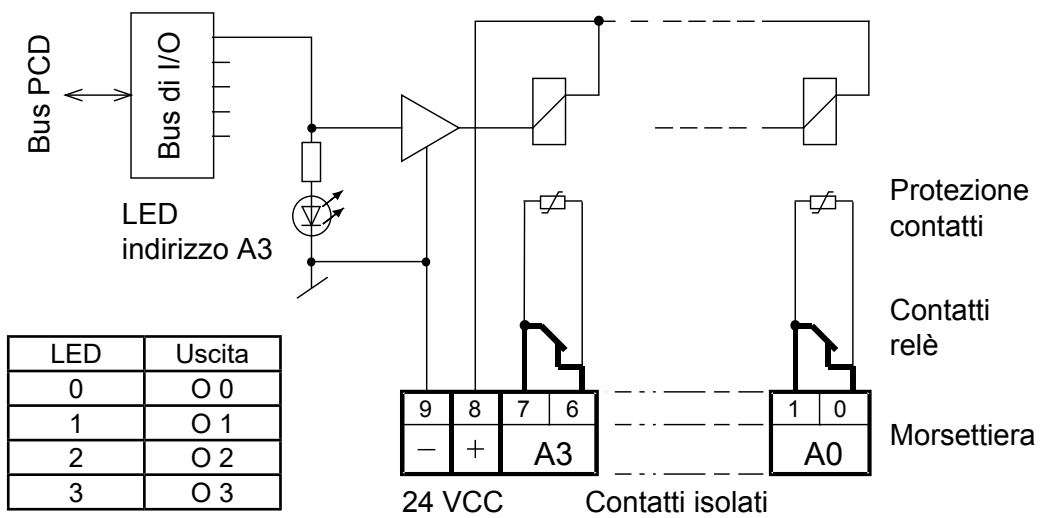 Bus PCD
Bus di I/O
LED
indirizzo A3
Protezione
contatti
Contatti
relè
LED Uscita
0 O 0
1 O 1
2 O 2
3 O 3
9 8 7 6
1 0
− + A3
A0
Morsettiera
24 VCC
Contatti isolati